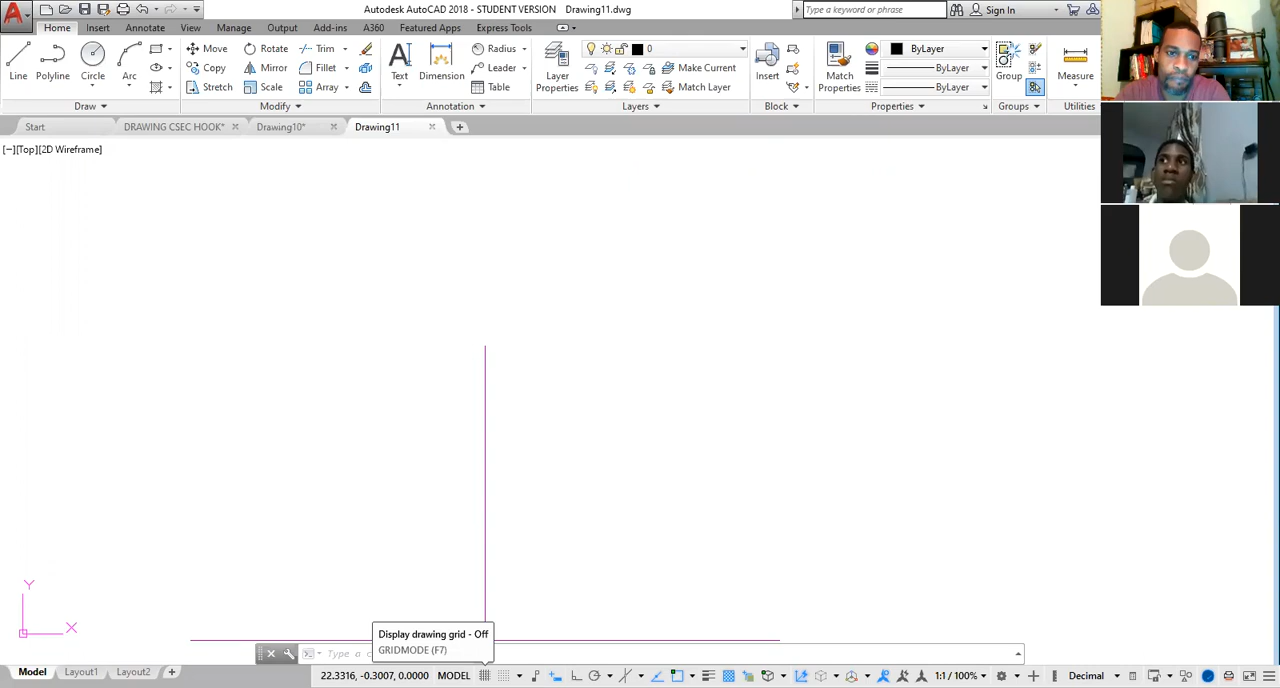 Autodesk AutoCAD 2018 - STUDENT VERSION Drawing11.dwg
Type a keyword or phrase
Sign In
Home Insert Annotate View Manage Output Add-ins A360 Featured Apps Express Tools
Line Polyline Circle Arc
Move Rotate Trim
Copy Mirror Fillet
Stretch Scale Array
Text Dimension
Radius
Leader
Table
Layer Properties
0
Make Current
Match Layer
Insert
Match Properties
ByLayer
ByLayer
ByLayer
Group
Measure
Draw Modify Annotation Layers Block Properties Groups Utilities
Start DRAWING CSEC HOOK* Drawing10* Drawing11
[−][Top][2D Wireframe]
Y
X
Display drawing grid - Off
GRIDMODE (F7)
Type a
Model Layout1 Layout2
22.3316, -0.3007, 0.0000 MODEL
1:1 / 100%
Decimal